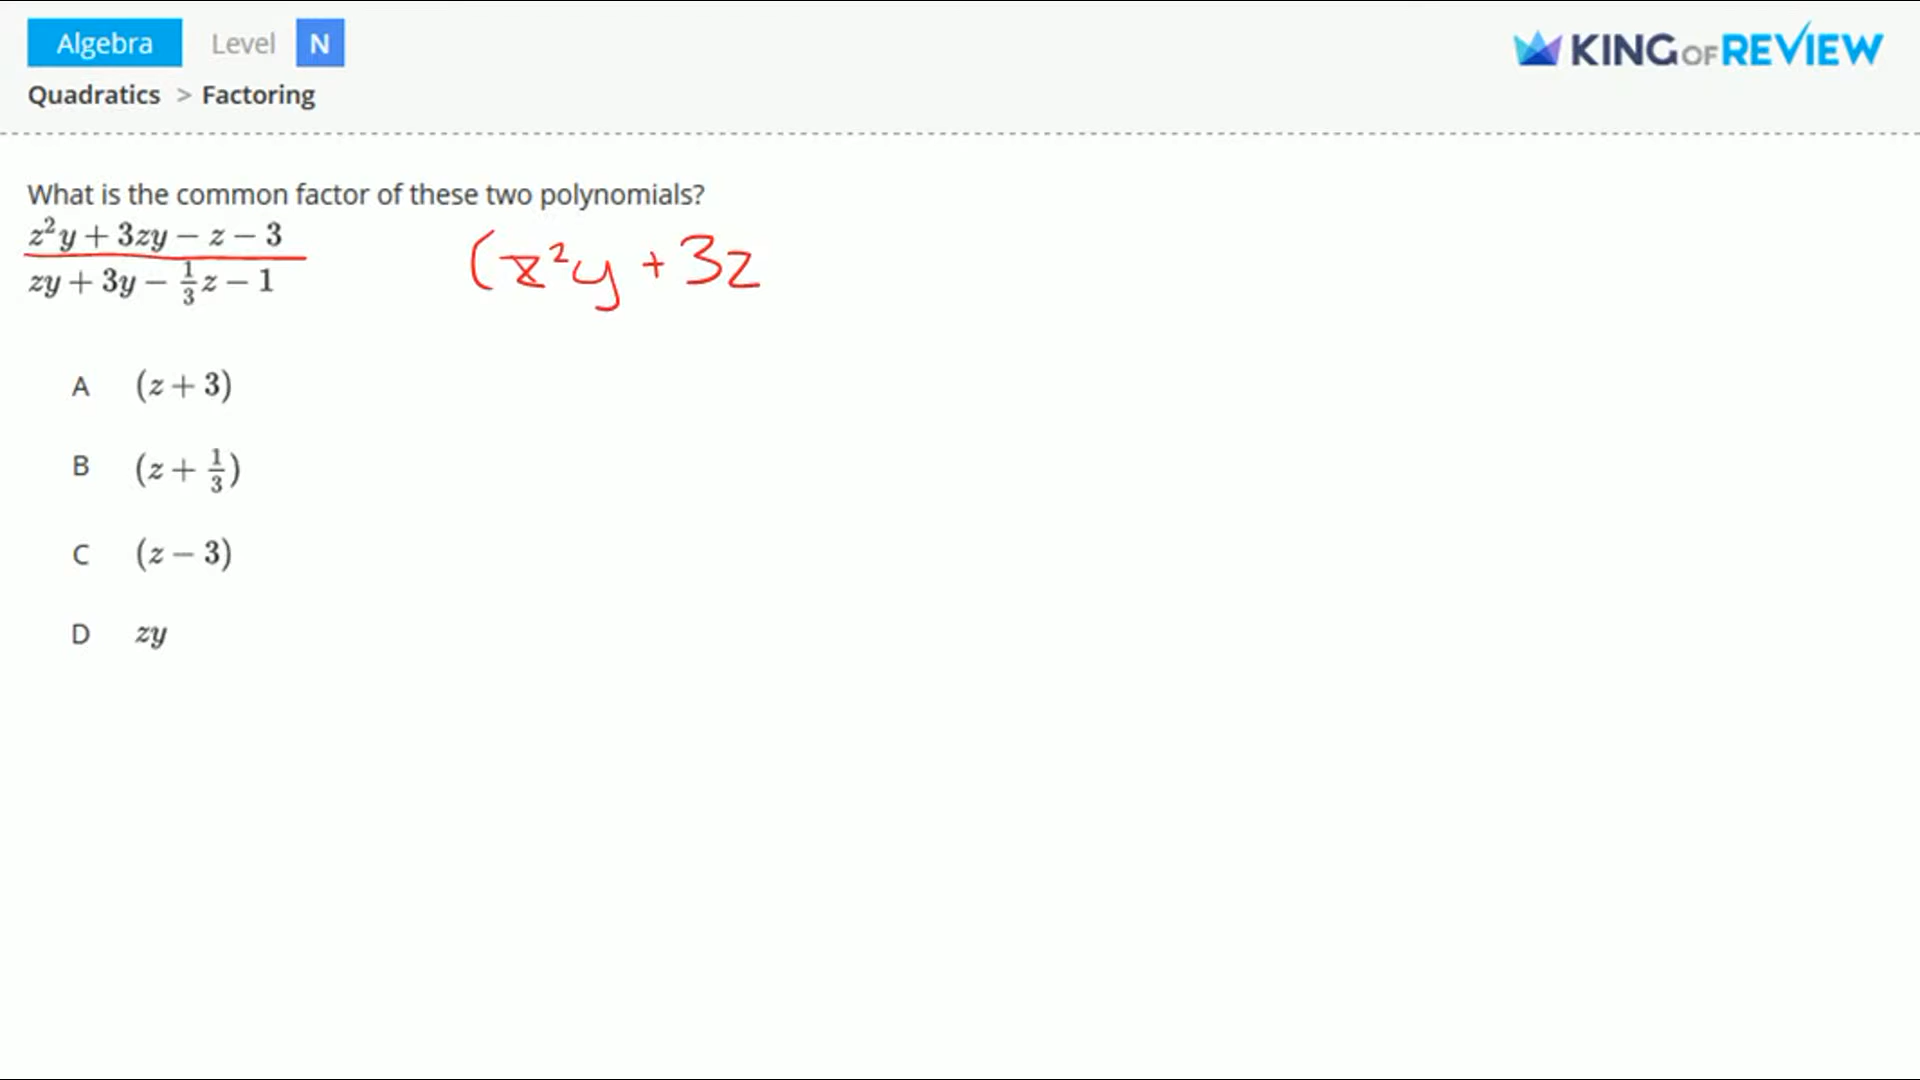 Algebra Level N
KINGOFREVIEW
Quadratics > Factoring
What is the common factor of these two polynomials?
z²y + 3zy − z − 3
(z²y + 3z
zy + 3y − 1/3 z − 1
A (z + 3)
B (z + 1/3)
C (z − 3)
D zy